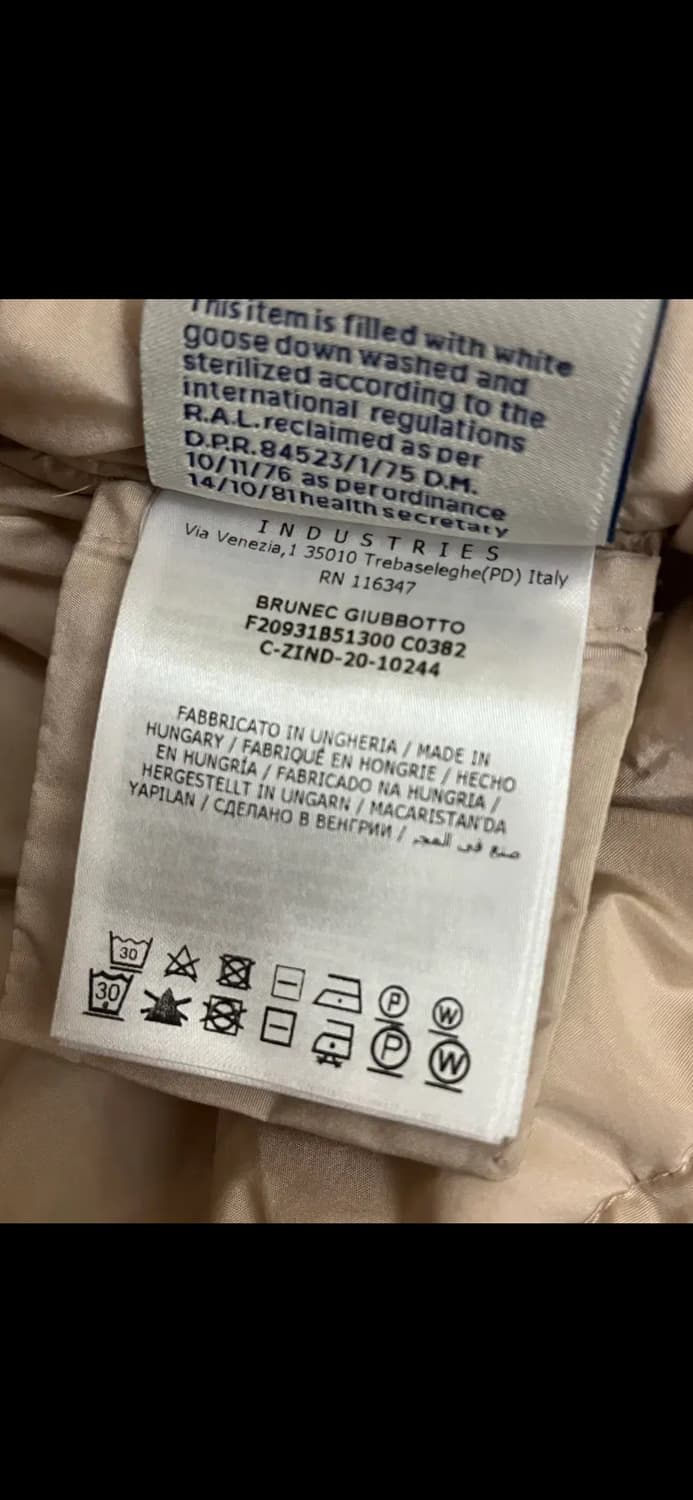 This item is filled with white
goose down washed and
sterilized according to the
international regulations
R.A.L. reclaimed as per
D.P.R. 84523/1/75 D.M.
10/11/76 as per ordinance
14/10/81 health secretaty
INDUSTRIES
Via Venezia,1 35010 Trebaseleghe(PD) Italy
RN 116347
BRUNEC GIUBBOTTO
F20931B51300 C0382
C-ZIND-20-10244
FABBRICATO IN UNGHERIA / MADE IN
HUNGARY / FABRIQUÉ EN HONGRIE / HECHO
EN HUNGRÍA / FABRICADO NA HUNGRIA /
HERGESTELLT IN UNGARN / MACARISTAN'DA
YAPILAN / СДЕЛАНО В ВЕНГРИИ / صنع في المجر
30 P W
30 P W